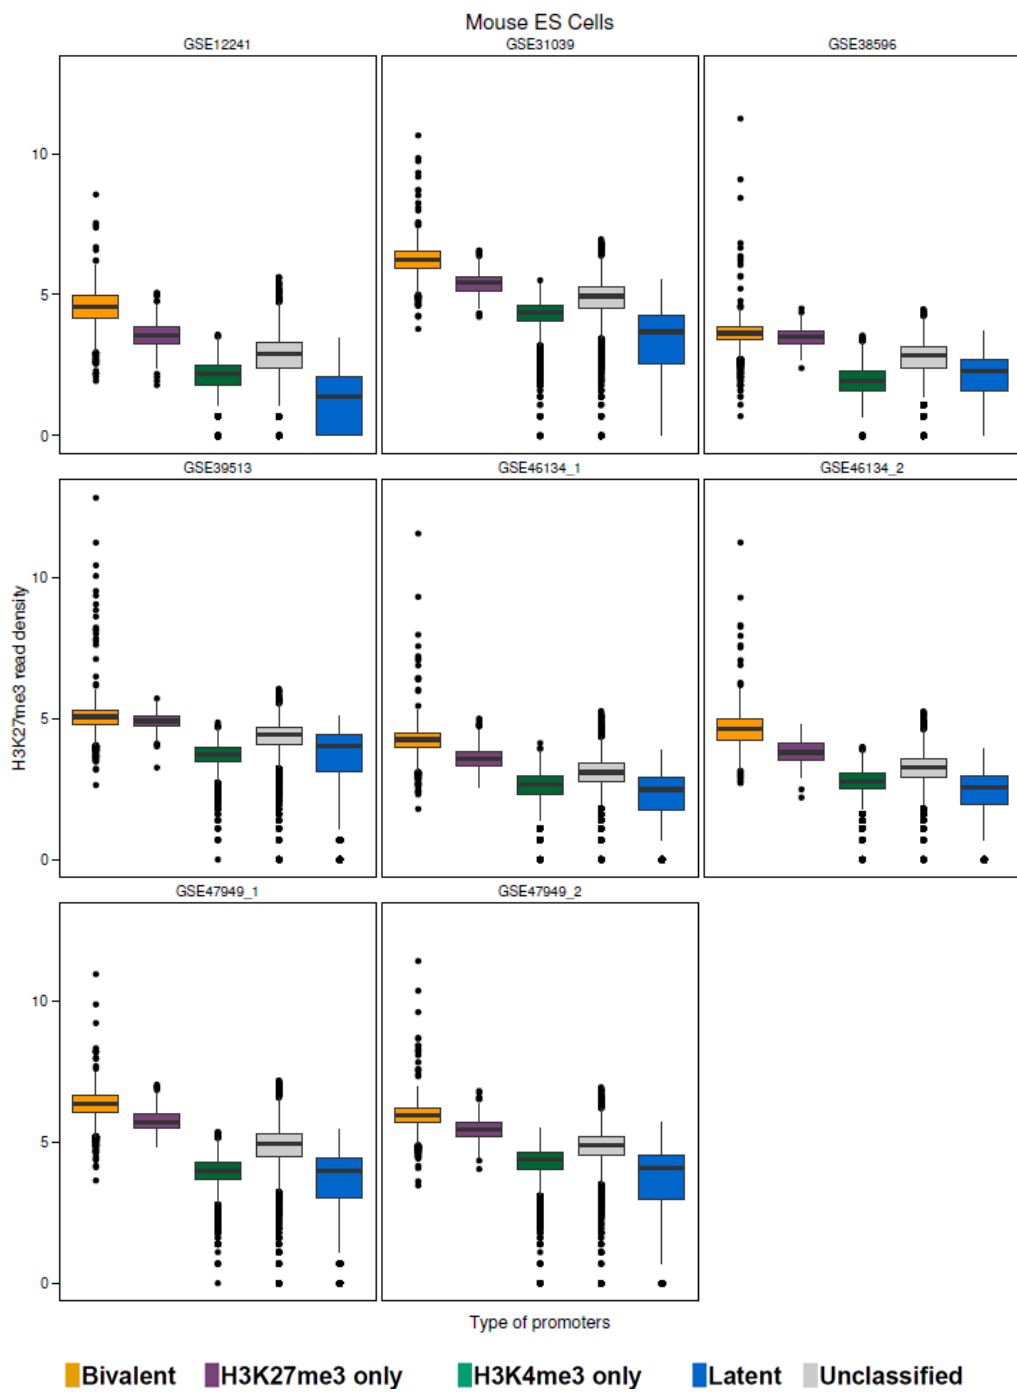 Mouse ES Cells
GSE12241
GSE31039
GSE38596
10
5
0
GSE39513
GSE46134_1
GSE46134_2
H3K27me3 read density
10
5
0
GSE47949_1
GSE47949_2
10
5
0
Type of promoters
Bivalent H3K27me3 only H3K4me3 only Latent Unclassified